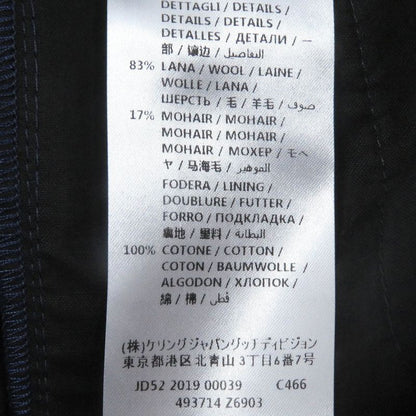 DETTAGLI / DETAILS /
DETAILS / DETAILS /
DETALLES / ДЕТАЛИ / 一
部 / 镶边 / التفاصيل
83% LANA / WOOL / LAINE /
WOLLE / LANA /
ШЕРСТЬ / 毛 / 羊毛 / صوف
17% MOHAIR / MOHAIR /
MOHAIR / MOHAIR /
MOHAIR / МОХЕР / モヘ
ヤ / 马海毛 / الموهير
FODERA / LINING /
DOUBLURE / FUTTER /
FORRO / ПОДКЛАДКА /
裏地 / 里料 / البطانة
100% COTONE / COTTON /
COTON / BAUMWOLLE /
ALGODON / ХЛОПОК /
綿 / 棉 / قطن
(株)ケリングジャパングッチディビジョン
東京都港区北青山3丁目6番7号
JD52 2019 00039 C466
493714 Z6903